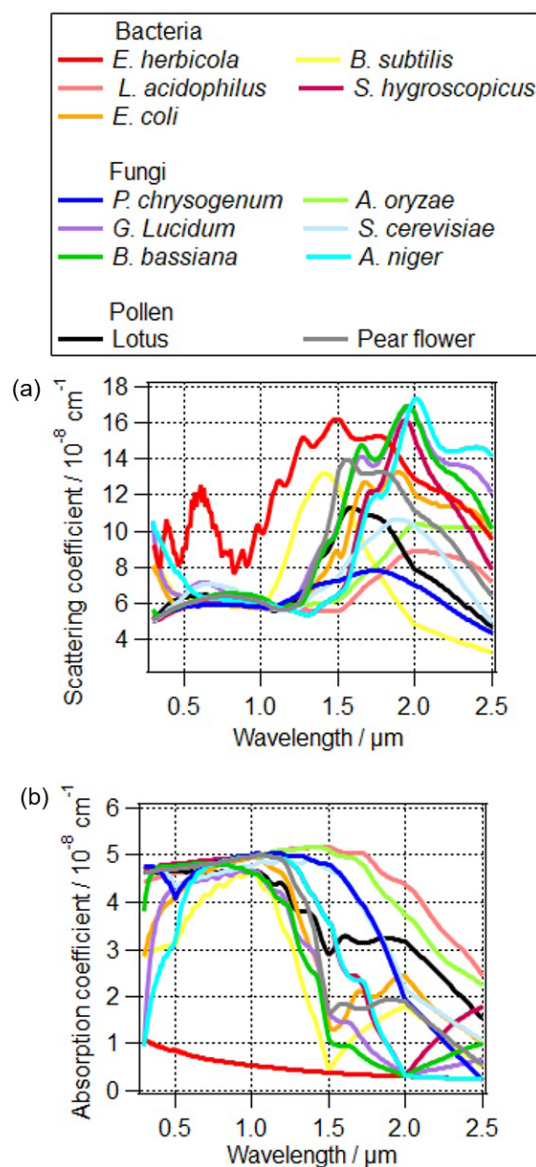 Bacteria
E. herbicola B. subtilis
L. acidophilus S. hygroscopicus
E. coli
Fungi
P. chrysogenum A. oryzae
G. Lucidum S. cerevisiae
B. bassiana A. niger
Pollen
Lotus Pear flower
(a)
Scattering coefficient / 10⁻⁸ cm⁻¹
18
16
14
12
10
8
6
4
0.5 1.0 1.5 2.0 2.5
Wavelength / µm
(b)
Absorption coefficient / 10⁻⁸ cm⁻¹
6
5
4
3
2
1
0
0.5 1.0 1.5 2.0 2.5
Wavelength / µm